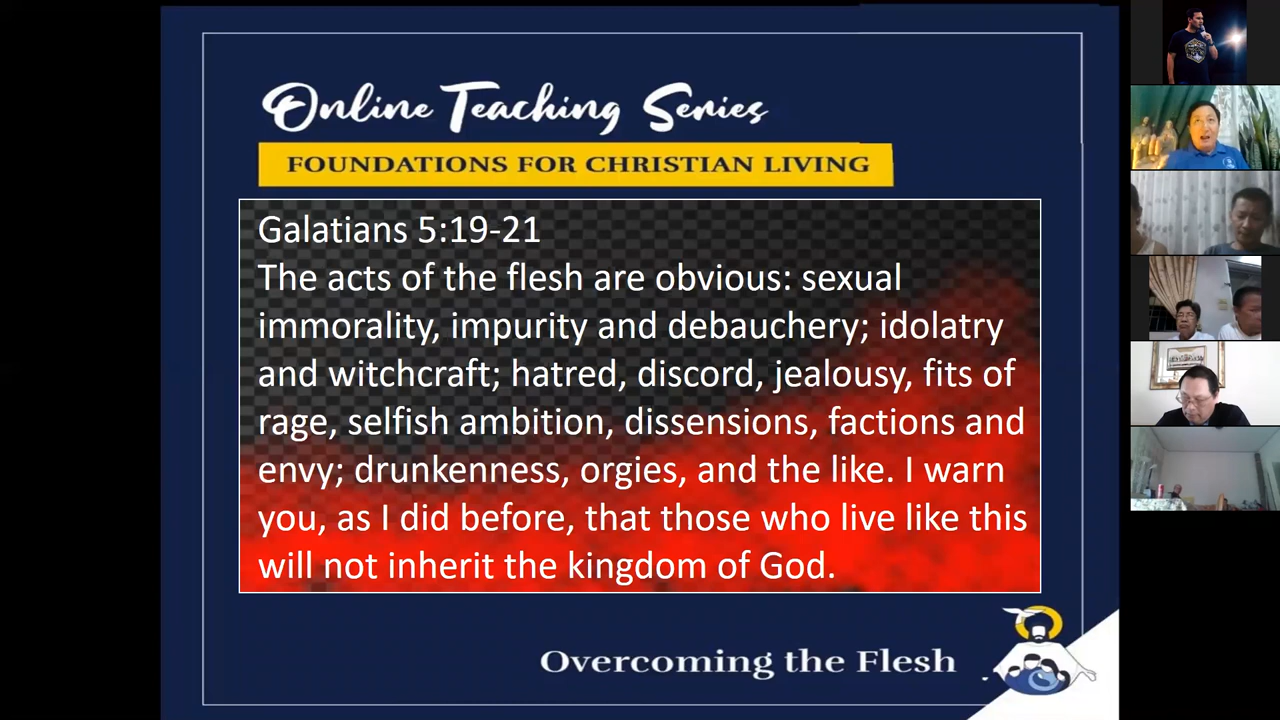 Online Teaching Series
FOUNDATIONS FOR CHRISTIAN LIVING
Galatians 5:19-21
The acts of the flesh are obvious: sexual
immorality, impurity and debauchery; idolatry
and witchcraft; hatred, discord, jealousy, fits of
rage, selfish ambition, dissensions, factions and
envy; drunkenness, orgies, and the like. I warn
you, as I did before, that those who live like this
will not inherit the kingdom of God.
Overcoming the Flesh